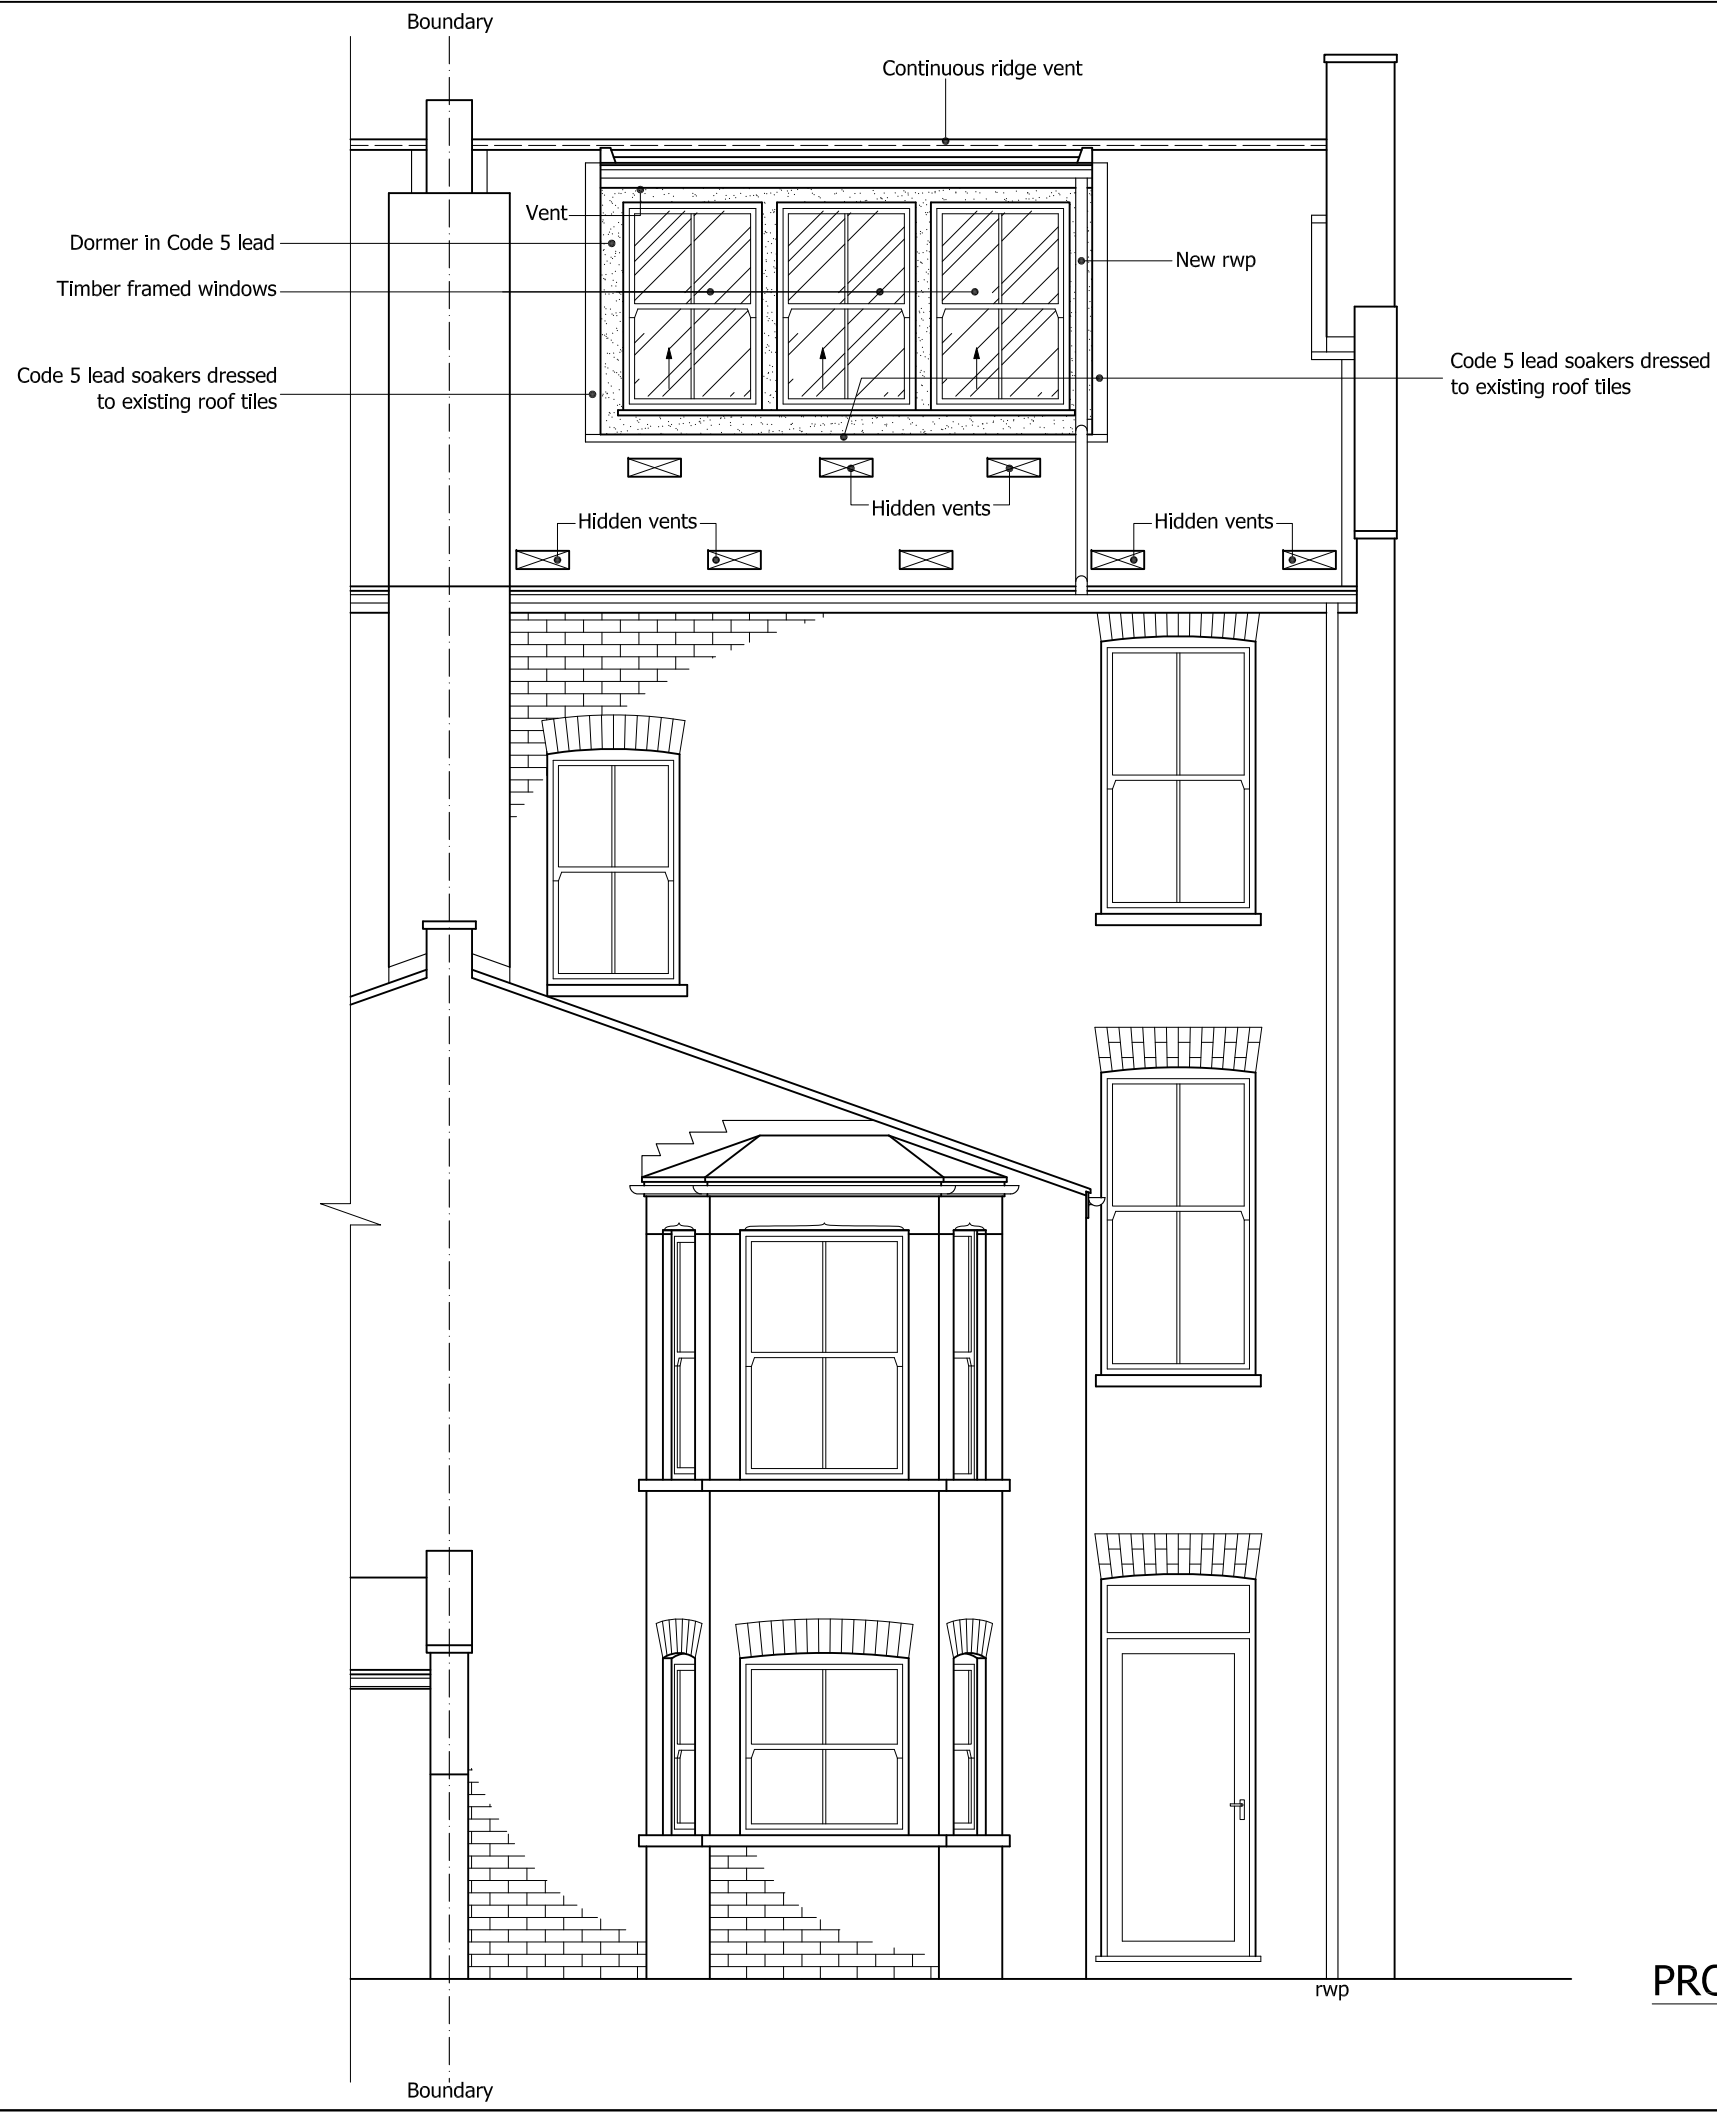 Boundary
Continuous ridge vent
Vent
Dormer in Code 5 lead
New rwp
Timber framed windows
Code 5 lead soakers dressed
to existing roof tiles
Code 5 lead soakers dressed
to existing roof tiles
Hidden vents
Hidden vents
Hidden vents
rwp
Boundary